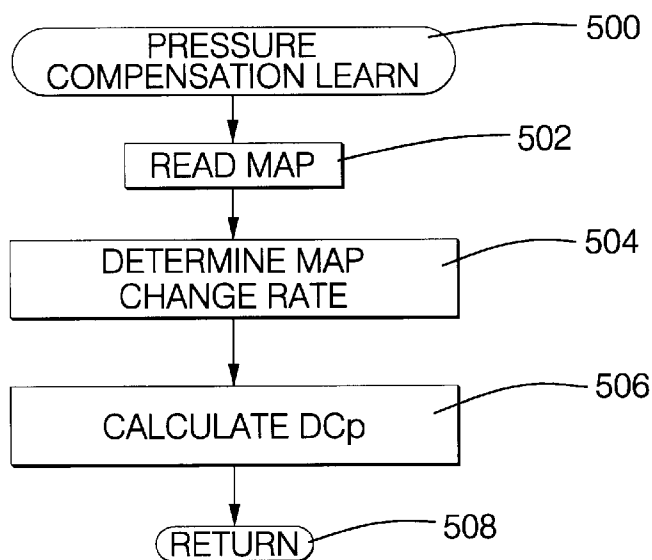 PRESSURE
COMPENSATION LEARN
500
READ MAP
502
DETERMINE MAP
CHANGE RATE
504
CALCULATE DCp
506
RETURN
508